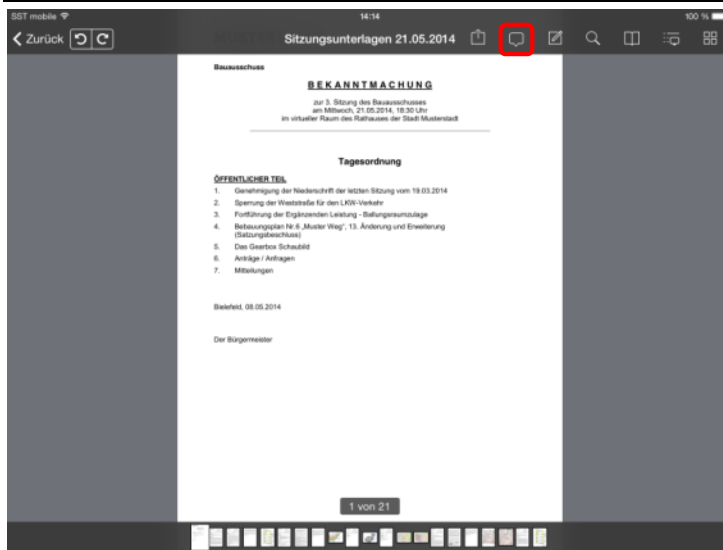 SST mobile 14:14 100 %
Zurück Sitzungsunterlagen 21.05.2014
Bauausschuss
BEKANNTMACHUNG
zur 3. Sitzung des Bauausschusses
am Mittwoch, 21.05.2014, 18:30 Uhr
im virtueller Raum des Rathauses der Stadt Musterstadt
Tagesordnung
ÖFFENTLICHER TEIL
1. Genehmigung der Niederschrift der letzten Sitzung vom 19.03.2014
2. Sperrung der Weststraße für den LKW-Verkehr
3. Fortführung der Ergänzenden Leistung - Ballungsraumzulage
4. Bebauungsplan Nr.6 „Muster Weg", 13. Änderung und Erweiterung
(Satzungsbeschluss)
5. Das Gearbox Schaubild
6. Anträge / Anfragen
7. Mitteilungen
Bielefeld, 08.05.2014
Der Bürgermeister
1 von 21